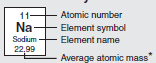 11 Atomic number
Na Element symbol
Sodium Element name
22.99 Average atomic mass*